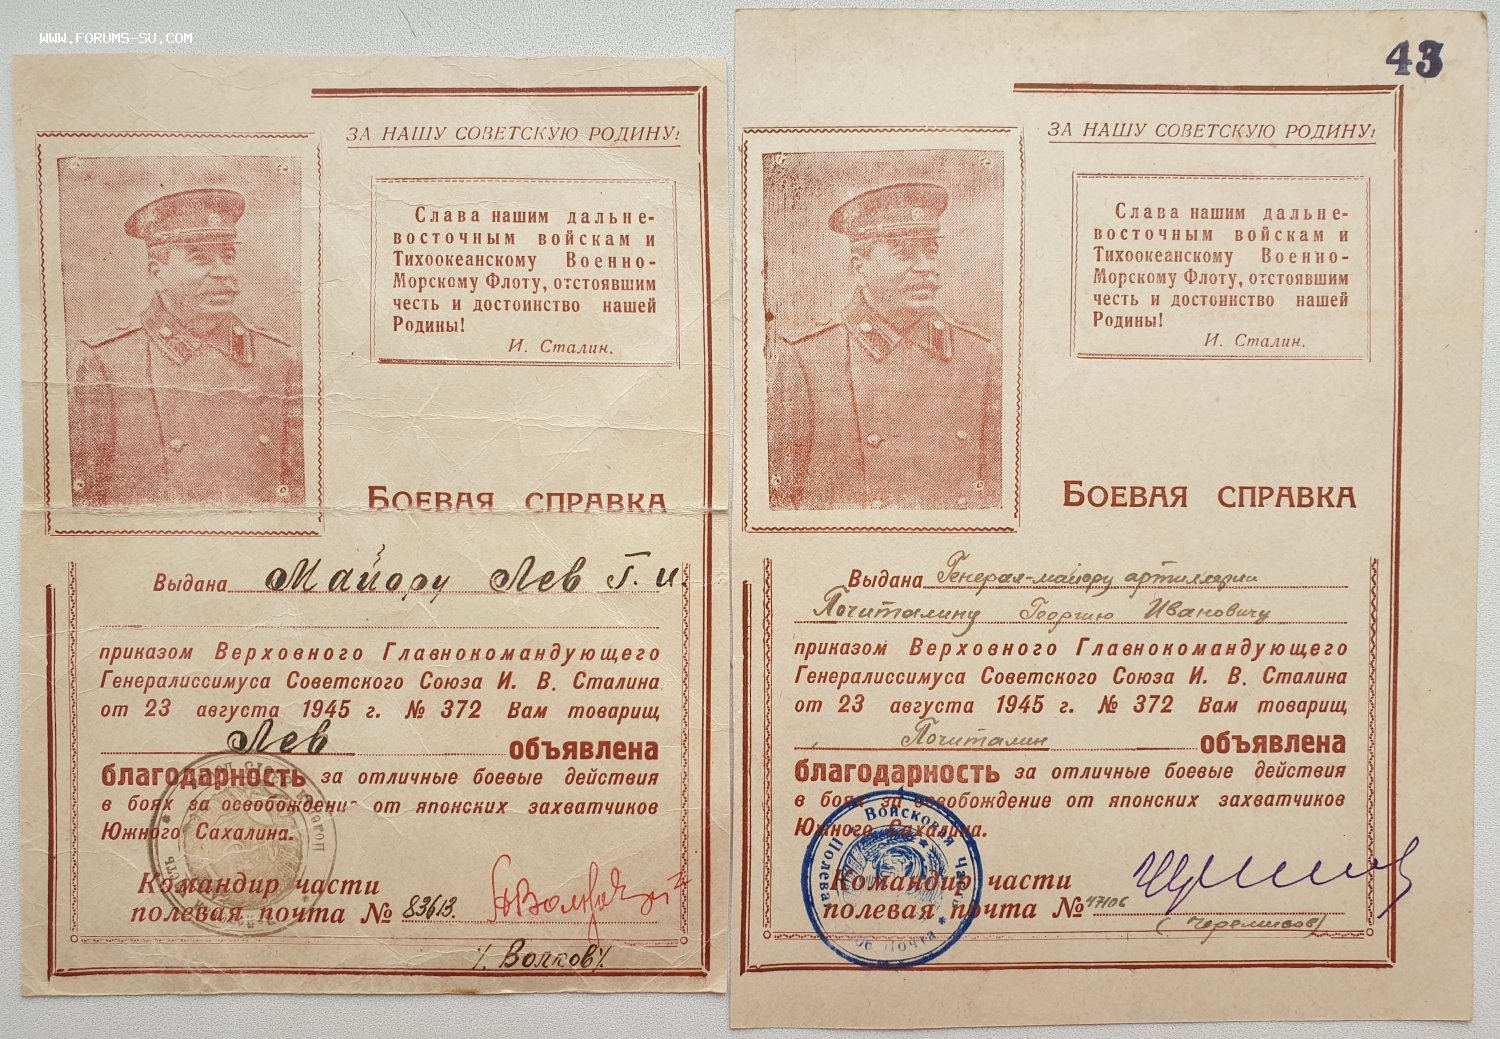 WWW.FORUMS-SU.COM
ЗА НАШУ СОВЕТСКУЮ РОДИНУ!
Слава нашим дальне-
восточным войскам и
Тихоокеанскому Военно-
Морскому Флоту, отстоявшим
честь и достоинство нашей
Родины!
И. Сталин.
Боевая справка
Выдана Майору Лев Г. И.
приказом Верховного Главнокомандующего
Генералиссимуса Советского Союза И. В. Сталина
от 23 августа 1945 г. № 372 Вам товарищ
Лев объявлена
благодарность за отличные боевые действия
в боях за освобождение от японских захватчиков
Южного Сахалина.
Командир части
полевая почта № 83613.
/. Волков/.
43
ЗА НАШУ СОВЕТСКУЮ РОДИНУ!
Слава нашим дальне-
восточным войскам и
Тихоокеанскому Военно-
Морскому Флоту, отстоявшим
честь и достоинство нашей
Родины!
И. Сталин.
Боевая справка
Выдана Генерал-майору артиллерии
Почиталину Георгию Ивановичу
приказом Верховного Главнокомандующего
Генералиссимуса Советского Союза И. В. Сталина
от 23 августа 1945 г. № 372 Вам товарищ
Почиталин объявлена
благодарность за отличные боевые действия
в боях за освобождение от японских захватчиков
Южного Сахалина.
Командир части
полевая почта № 47106
(Черемисов)
Войсковая Часть
Полевая Почта